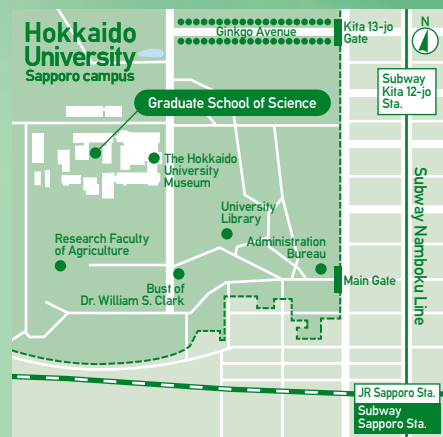 Hokkaido
University
Sapporo campus
Ginkgo Avenue
Kita 13-jo
Gate
N
Subway
Kita 12-jo
Sta.
Graduate School of Science
The Hokkaido
University
Museum
Subway Namboku Line
University
Library
Research Faculty
of Agriculture
Administration
Bureau
Main Gate
Bust of
Dr. William S. Clark
JR Sapporo Sta.
Subway
Sapporo Sta.